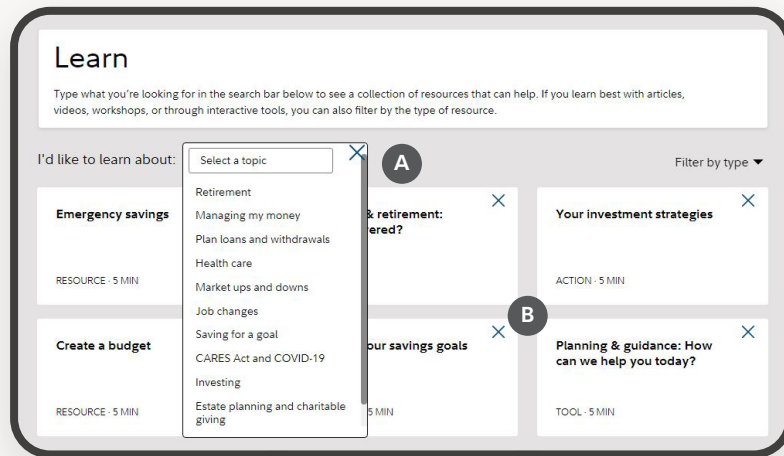 Learn
Type what you're looking for in the search bar below to see a collection of resources that can help. If you learn best with articles,
videos, workshops, or through interactive tools, you can also filter by the type of resource.
I'd like to learn about:
Select a topic
A
Filter by type
Retirement
Managing my money
Plan loans and withdrawals
Health care
Market ups and downs
Job changes
Saving for a goal
CARES Act and COVID-19
Investing
Estate planning and charitable
giving
Emergency savings
RESOURCE · 5 MIN
& retirement:
ered?
Your investment strategies
ACTION · 5 MIN
B
Create a budget
RESOURCE · 5 MIN
our savings goals
5 MIN
Planning & guidance: How
can we help you today?
TOOL · 5 MIN